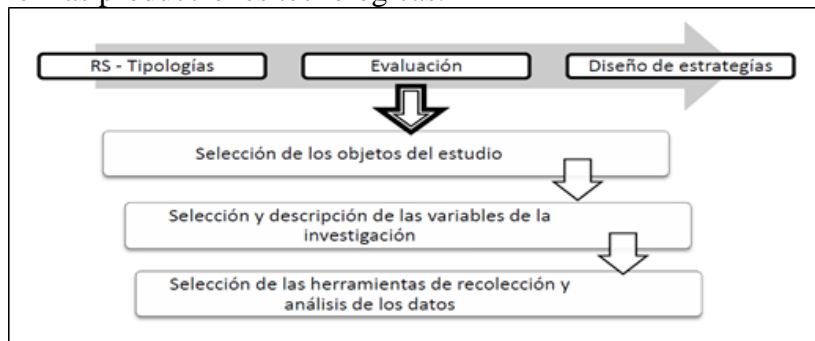 RS - Tipologías
Evaluación
Diseño de estrategías
Selección de los objetos del estudio
Selección y descripción de las variables de la
investigación
Selección de las herramientas de recolección y
análisis de los datos